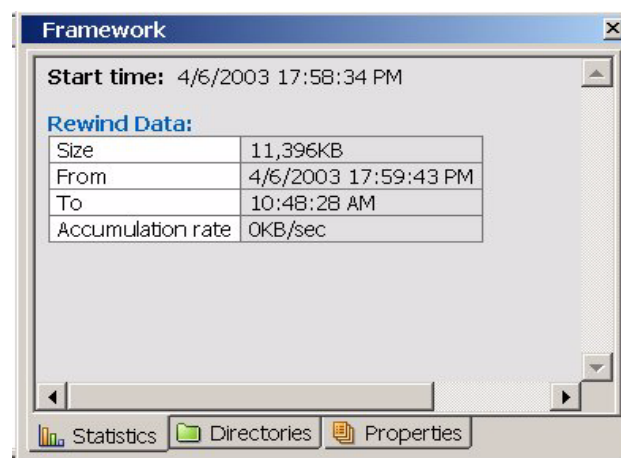 Framework
Start time: 4/6/2003 17:58:34 PM
Rewind Data:
Size 11,396KB
From 4/6/2003 17:59:43 PM
To 10:48:28 AM
Accumulation rate 0KB/sec
Statistics Directories Properties